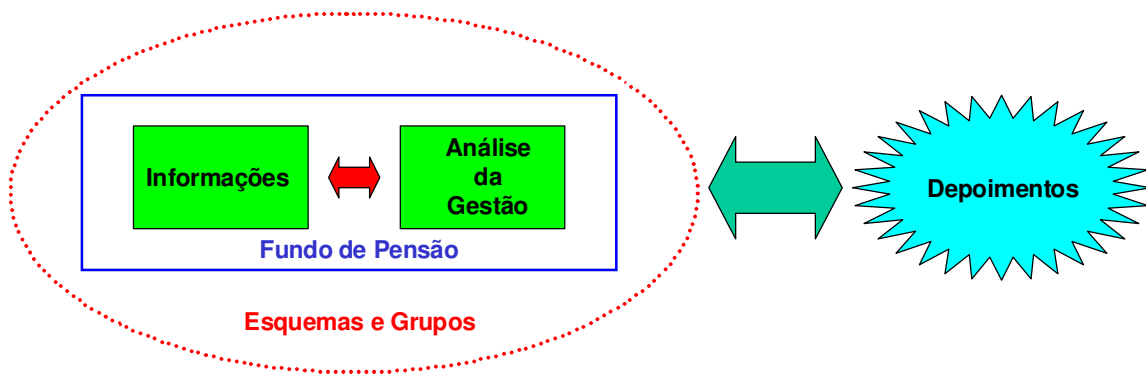 Informações
Análise
da
Gestão
Fundo de Pensão
Esquemas e Grupos
Depoimentos